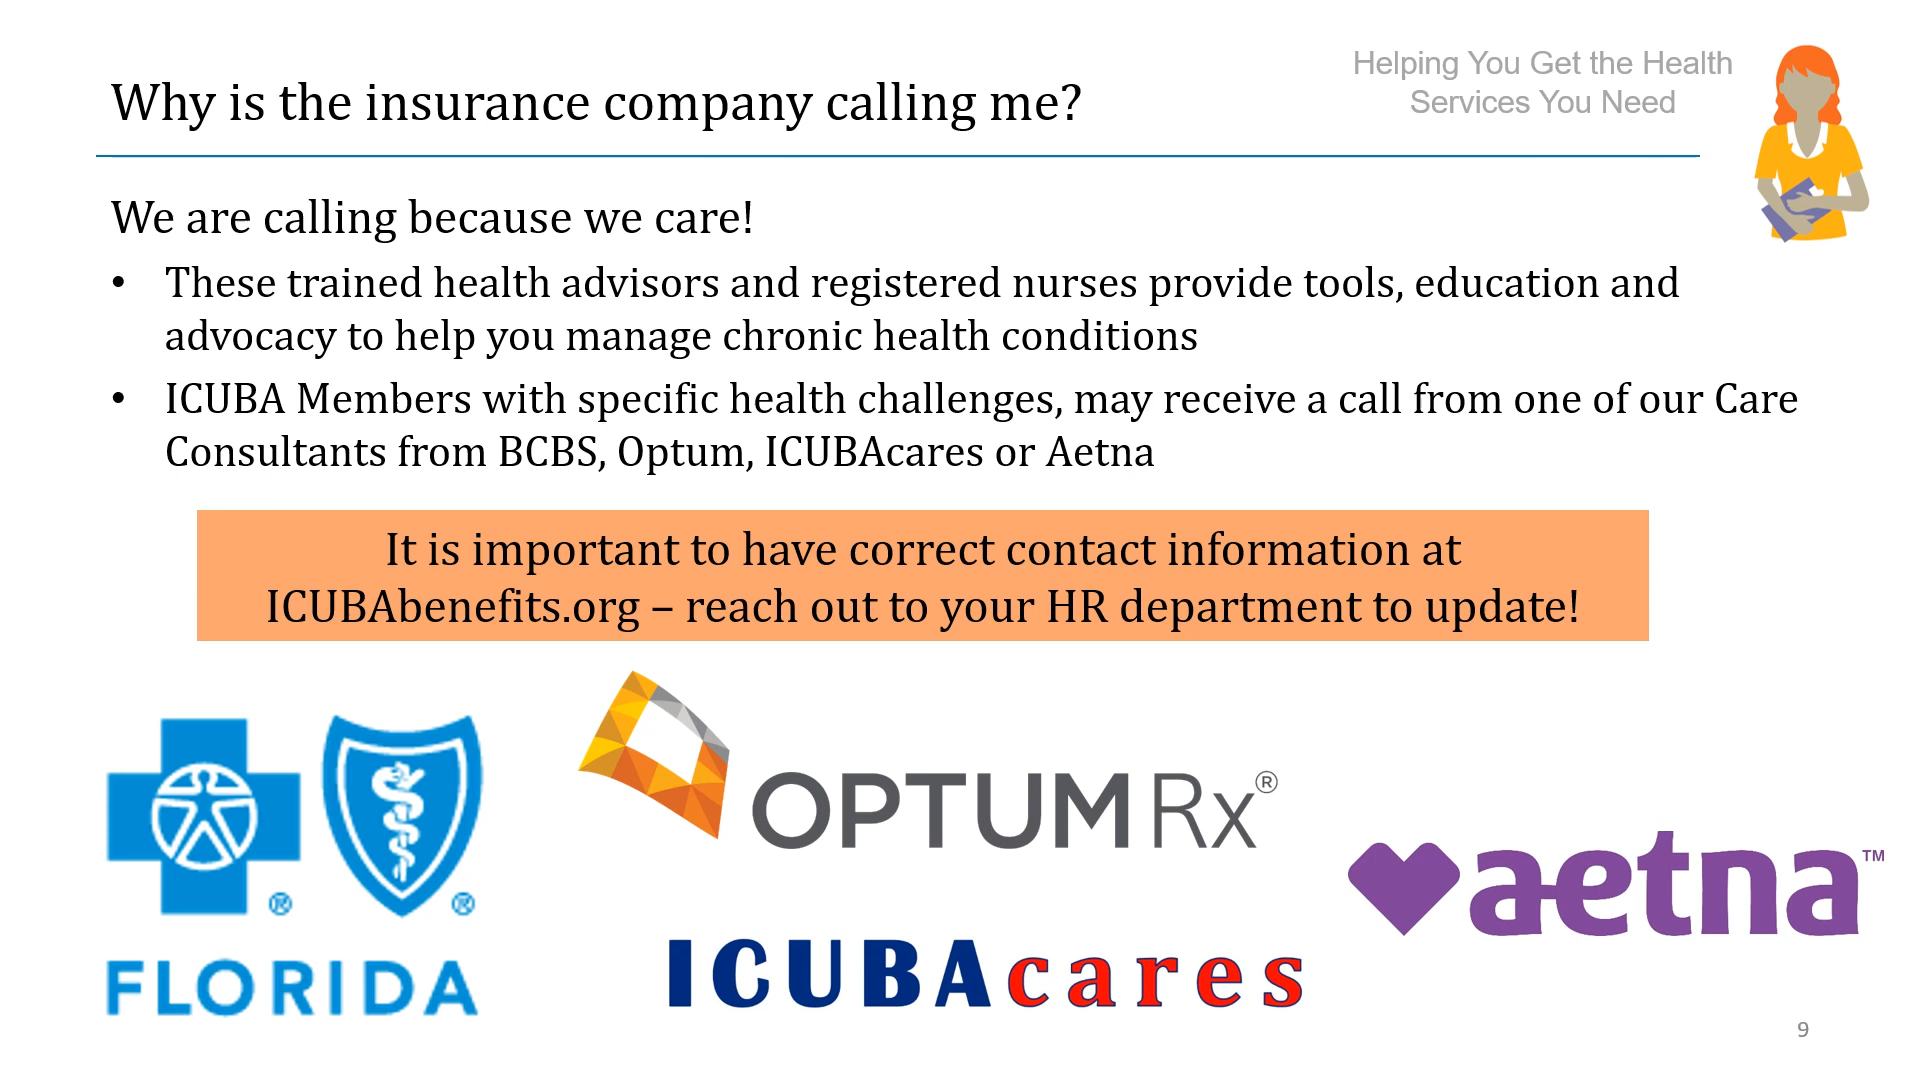 Helping You Get the Health
Services You Need
Why is the insurance company calling me?
We are calling because we care!
• These trained health advisors and registered nurses provide tools, education and
advocacy to help you manage chronic health conditions
• ICUBA Members with specific health challenges, may receive a call from one of our Care
Consultants from BCBS, Optum, ICUBAcares or Aetna
It is important to have correct contact information at
ICUBAbenefits.org – reach out to your HR department to update!
® ®
FLORIDA
OPTUMRx®
ICUBAcares
aetna™
9